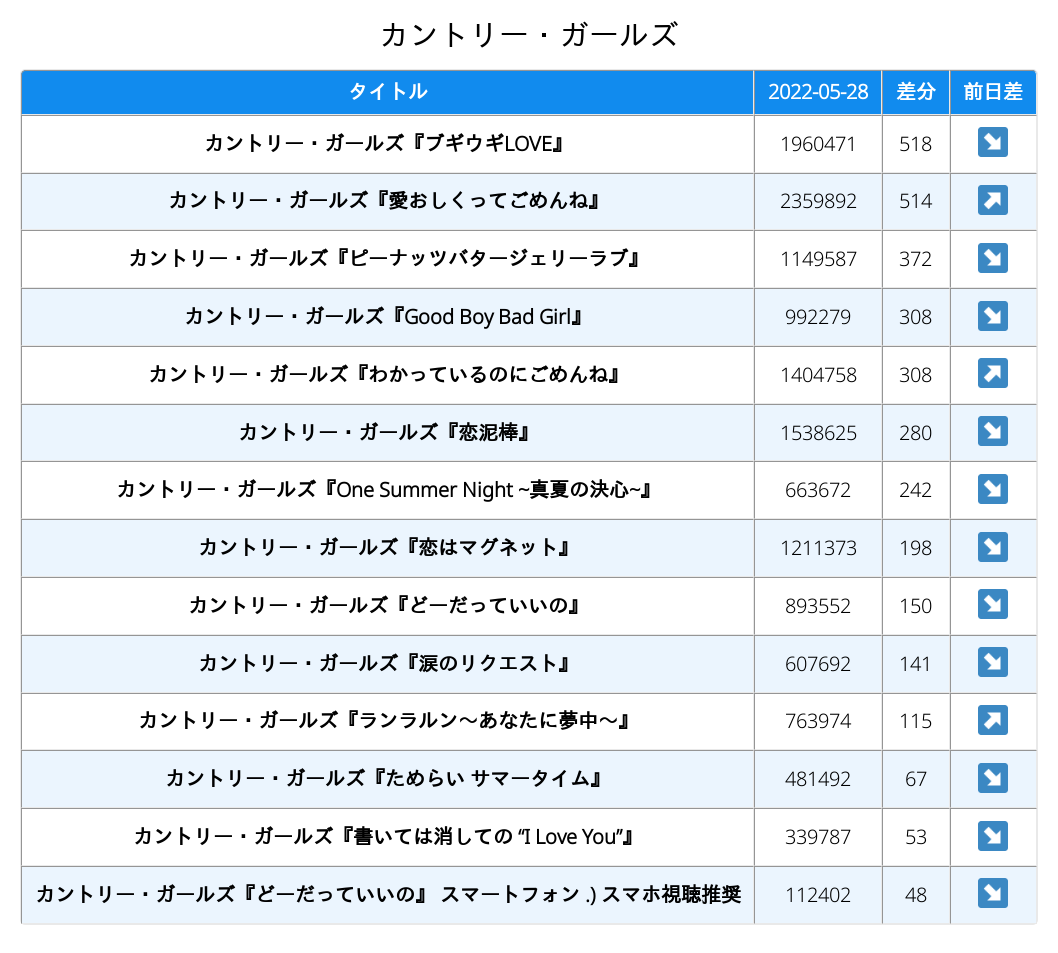 カントリー・ガールズ
タイトル 2022-05-28 差分 前日差
カントリー・ガールズ『ブギウギLOVE』 1960471 518
カントリー・ガールズ『愛おしくってごめんね』 2359892 514
カントリー・ガールズ『ピーナッツバタージェリーラブ』 1149587 372
カントリー・ガールズ『Good Boy Bad Girl』 992279 308
カントリー・ガールズ『わかっているのにごめんね』 1404758 308
カントリー・ガールズ『恋泥棒』 1538625 280
カントリー・ガールズ『One Summer Night ~真夏の決心~』 663672 242
カントリー・ガールズ『恋はマグネット』 1211373 198
カントリー・ガールズ『どーだっていいの』 893552 150
カントリー・ガールズ『涙のリクエスト』 607692 141
カントリー・ガールズ『ランラルン〜あなたに夢中〜』 763974 115
カントリー・ガールズ『ためらい サマータイム』 481492 67
カントリー・ガールズ『書いては消しての “I Love You”』 339787 53
カントリー・ガールズ『どーだっていいの』 スマートフォン .) スマホ視聴推奨 112402 48